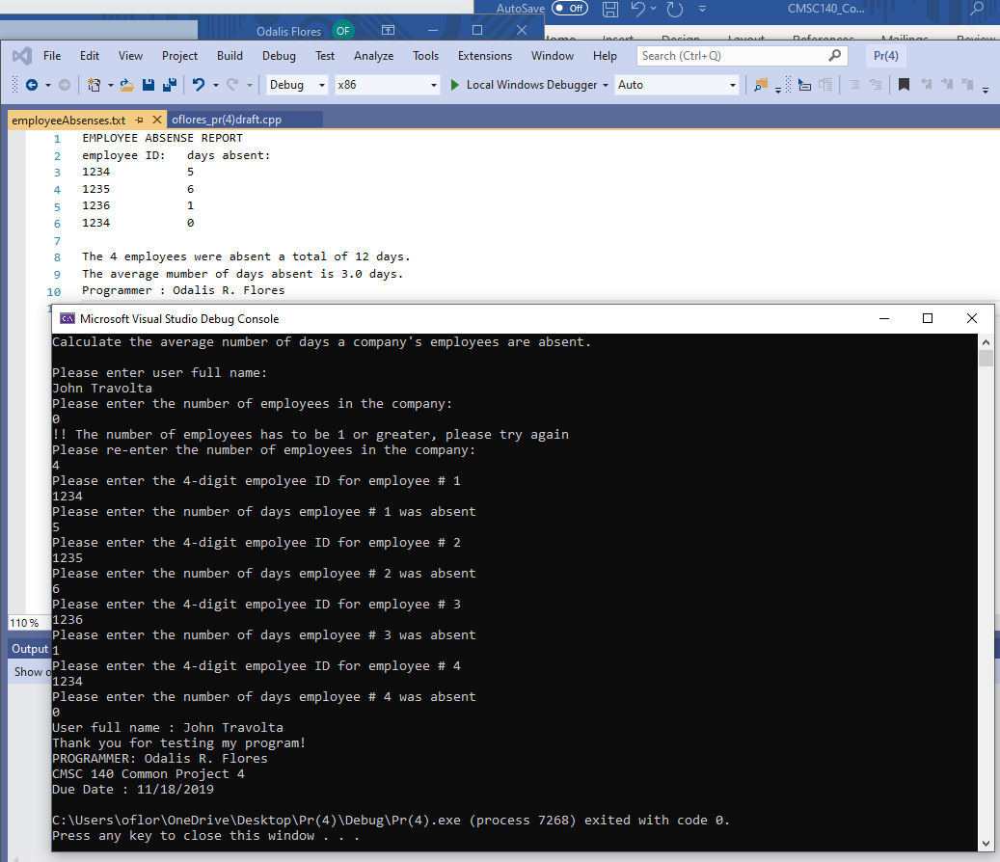 AutoSave Off CMSC140_Co...
Odalis Flores OF
Insert Design Layout References Mailings Review
File Edit View Project Build Debug Test Analyze Tools Extensions Window Help Search (Ctrl+Q) Pr(4)
Debug x86 Local Windows Debugger Auto
employeeAbsenses.txt oflores_pr(4)draft.cpp
1 EMPLOYEE ABSENSE REPORT
2 employee ID: days absent:
3 1234 5
4 1235 6
5 1236 1
6 1234 0
7
8 The 4 employees were absent a total of 12 days.
9 The average mumber of days absent is 3.0 days.
10 Programmer : Odalis R. Flores
Microsoft Visual Studio Debug Console
Calculate the average number of days a company's employees are absent.
Please enter user full name:
John Travolta
Please enter the number of employees in the company:
0
!! The number of employees has to be 1 or greater, please try again
Please re-enter the number of employees in the company:
4
Please enter the 4-digit empolyee ID for employee # 1
1234
Please enter the number of days employee # 1 was absent
5
Please enter the 4-digit empolyee ID for employee # 2
1235
Please enter the number of days employee # 2 was absent
6
Please enter the 4-digit empolyee ID for employee # 3
1236
Please enter the number of days employee # 3 was absent
1
Please enter the 4-digit empolyee ID for employee # 4
1234
Please enter the number of days employee # 4 was absent
0
User full name : John Travolta
Thank you for testing my program!
PROGRAMMER: Odalis R. Flores
CMSC 140 Common Project 4
Due Date : 11/18/2019
C:\Users\oflor\OneDrive\Desktop\Pr(4)\Debug\Pr(4).exe (process 7268) exited with code 0.
Press any key to close this window . . .
110 %
Output
Show o